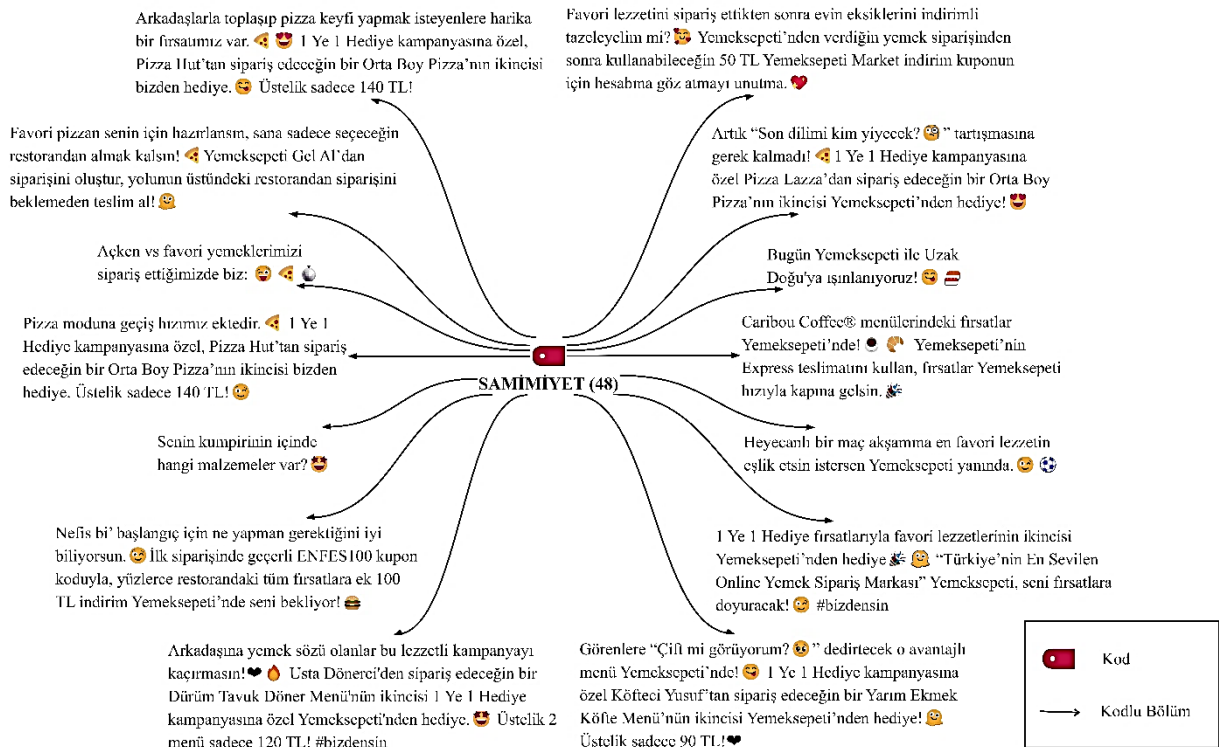 Arkadaşlarla toplaşıp pizza keyfi yapmak isteyenlere harika
bir fırsatımız var. 🍕 🤩 1 Ye 1 Hediye kampanyasına özel,
Pizza Hut'tan sipariş edeceğin bir Orta Boy Pizza'nın ikincisi
bizden hediye. 😋 Üstelik sadece 140 TL!
Favori lezzetini sipariş ettikten sonra evin eksiklerini indirimli
tazeleyelim mi? 🥰 Yemeksepeti'nden verdiğin yemek siparişinden
sonra kullanabileceğin 50 TL Yemeksepeti Market indirim kuponun
için hesabına göz atmayı unutma. 💖
Favori pizzan senin için hazırlansın, sana sadece seçeceğin
restorandan almak kalsın! 🍕 Yemeksepeti Gel Al'dan
siparişini oluştur, yolunun üstündeki restorandan siparişini
beklemeden teslim al! 🤗
Artık “Son dilimi kim yiyecek? 🧐 ” tartışmasına
gerek kalmadı! 🍕 1 Ye 1 Hediye kampanyasına
özel Pizza Lazza'dan sipariş edeceğin bir Orta Boy
Pizza'nın ikincisi Yemeksepeti'nden hediye! 😍
Açken vs favori yemeklerimizi
sipariş ettiğimizde biz: 🤪 🍕
Bugün Yemeksepeti ile Uzak
Doğu'ya ışınlanıyoruz! 😋
Pizza moduna geçiş hızımız ektedir. 🍕 1 Ye 1
Hediye kampanyasına özel, Pizza Hut'tan sipariş
edeceğin bir Orta Boy Pizza'nın ikincisi bizden
hediye. Üstelik sadece 140 TL! 😉
Caribou Coffee® menülerindeki fırsatlar
Yemeksepeti'nde! ☕ 🥐 Yemeksepeti'nin
Express teslimatını kullan, fırsatlar Yemeksepeti
hızıyla kapına gelsin. 🎉
SAMİMİYET (48)
Senin kumpirinin içinde
hangi malzemeler var? 🤩
Heyecanlı bir maç akşamına en favori lezzetin
eşlik etsin istersen Yemeksepeti yanında. 😉 ⚽
Nefis bi' başlangıç için ne yapman gerektiğini iyi
biliyorsun. 😉 İlk siparişinde geçerli ENFES100 kupon
koduyla, yüzlerce restorandaki tüm fırsatlara ek 100
TL indirim Yemeksepeti'nde seni bekliyor! 🍔
1 Ye 1 Hediye fırsatlarıyla favori lezzetlerinin ikincisi
Yemeksepeti'nden hediye 🎉 🤗 “Türkiye'nin En Sevilen
Online Yemek Sipariş Markası” Yemeksepeti, seni fırsatlara
doyuracak! 😉 #bizdensin
Arkadaşına yemek sözü olanlar bu lezzetli kampanyayı
kaçırmasın! ❤ 🔥 Usta Dönerci'den sipariş edeceğin bir
Dürüm Tavuk Döner Menü'nün ikincisi 1 Ye 1 Hediye
kampanyasına özel Yemeksepeti'nden hediye. 🤩 Üstelik 2
menü sadece 120 TL! #bizdensin
Görenlere “Çift mi görüyorum? 🥺 ” dedirtecek o avantajlı
menü Yemeksepeti'nde! 😋 1 Ye 1 Hediye kampanyasına
özel Köfteci Yusuf'tan sipariş edeceğin bir Yarım Ekmek
Köfte Menü'nün ikincisi Yemeksepeti'nden hediye! 🤗
Üstelik sadece 90 TL!❤
Kod
Kodlu Bölüm